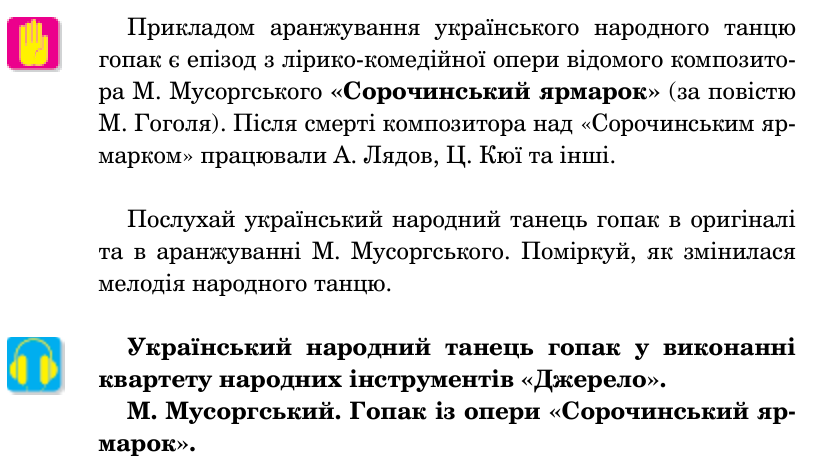 Прикладом аранжування українського народного танцю
гопак є епізод з лірико-комедійної опери відомого композито-
ра М. Мусоргського «Сорочинський ярмарок» (за повістю
М. Гоголя). Після смерті композитора над «Сорочинським яр-
марком» працювали А. Лядов, Ц. Кюї та інші.
Послухай український народний танець гопак в оригіналі
та в аранжуванні М. Мусоргського. Поміркуй, як змінилася
мелодія народного танцю.
Український народний танець гопак у виконанні
квартету народних інструментів «Джерело».
М. Мусоргський. Гопак із опери «Сорочинський яр-
марок».